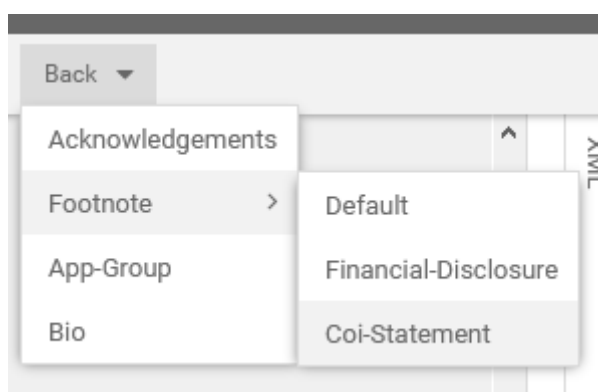 Back
Acknowledgements
XML
Footnote
Default
App-Group
Financial-Disclosure
Bio
Coi-Statement